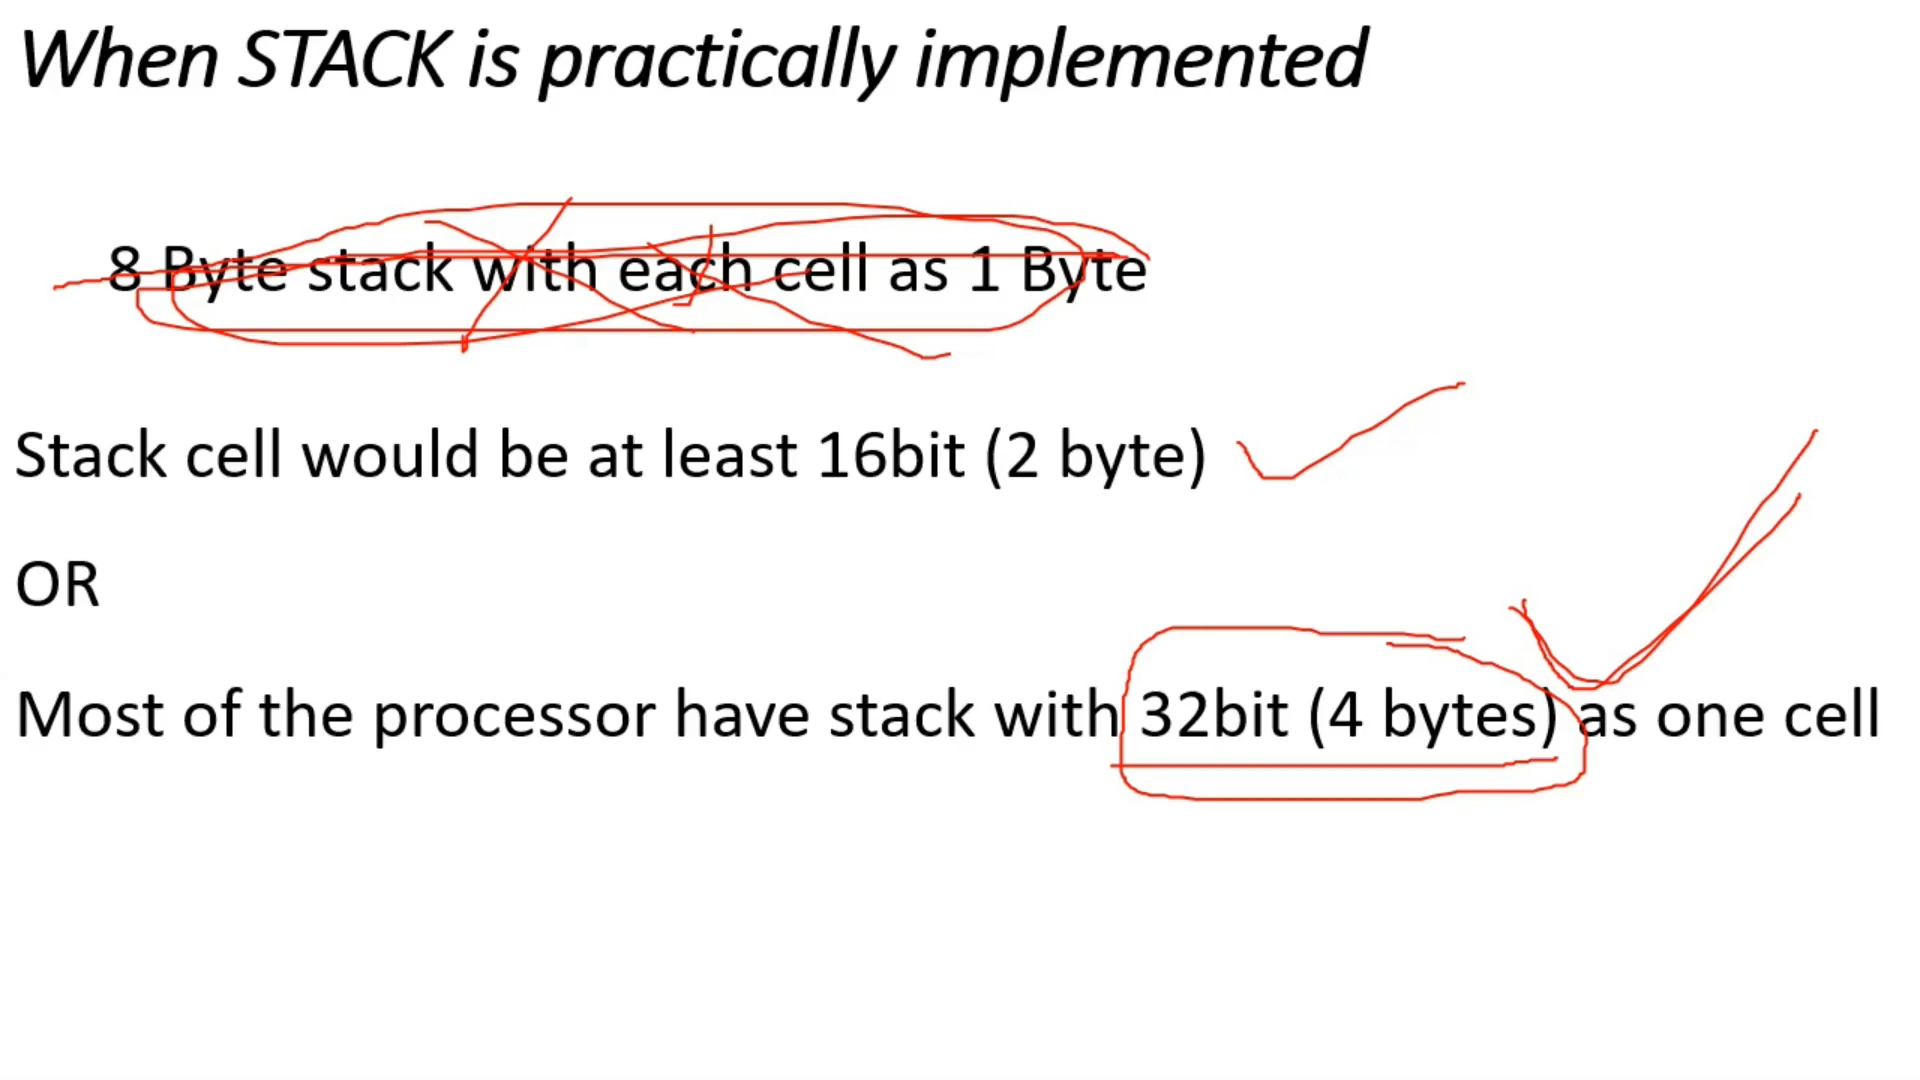 When STACK is practically implemented
8 Byte stack with each cell as 1 Byte
Stack cell would be at least 16bit (2 byte)
OR
Most of the processor have stack with 32bit (4 bytes) as one cell